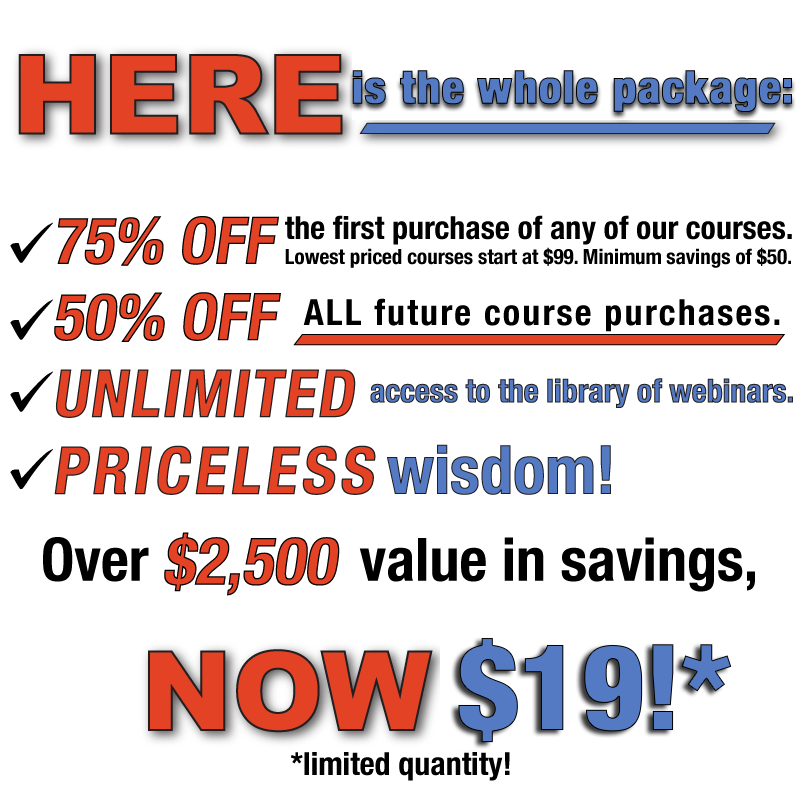 HERE is the whole package:
75% OFF the first purchase of any of our courses.
Lowest priced courses start at $99. Minimum savings of $50.
50% OFF ALL future course purchases.
UNLIMITED access to the library of webinars.
PRICELESS wisdom!
Over $2,500 value in savings,
NOW $19!*
*limited quantity!